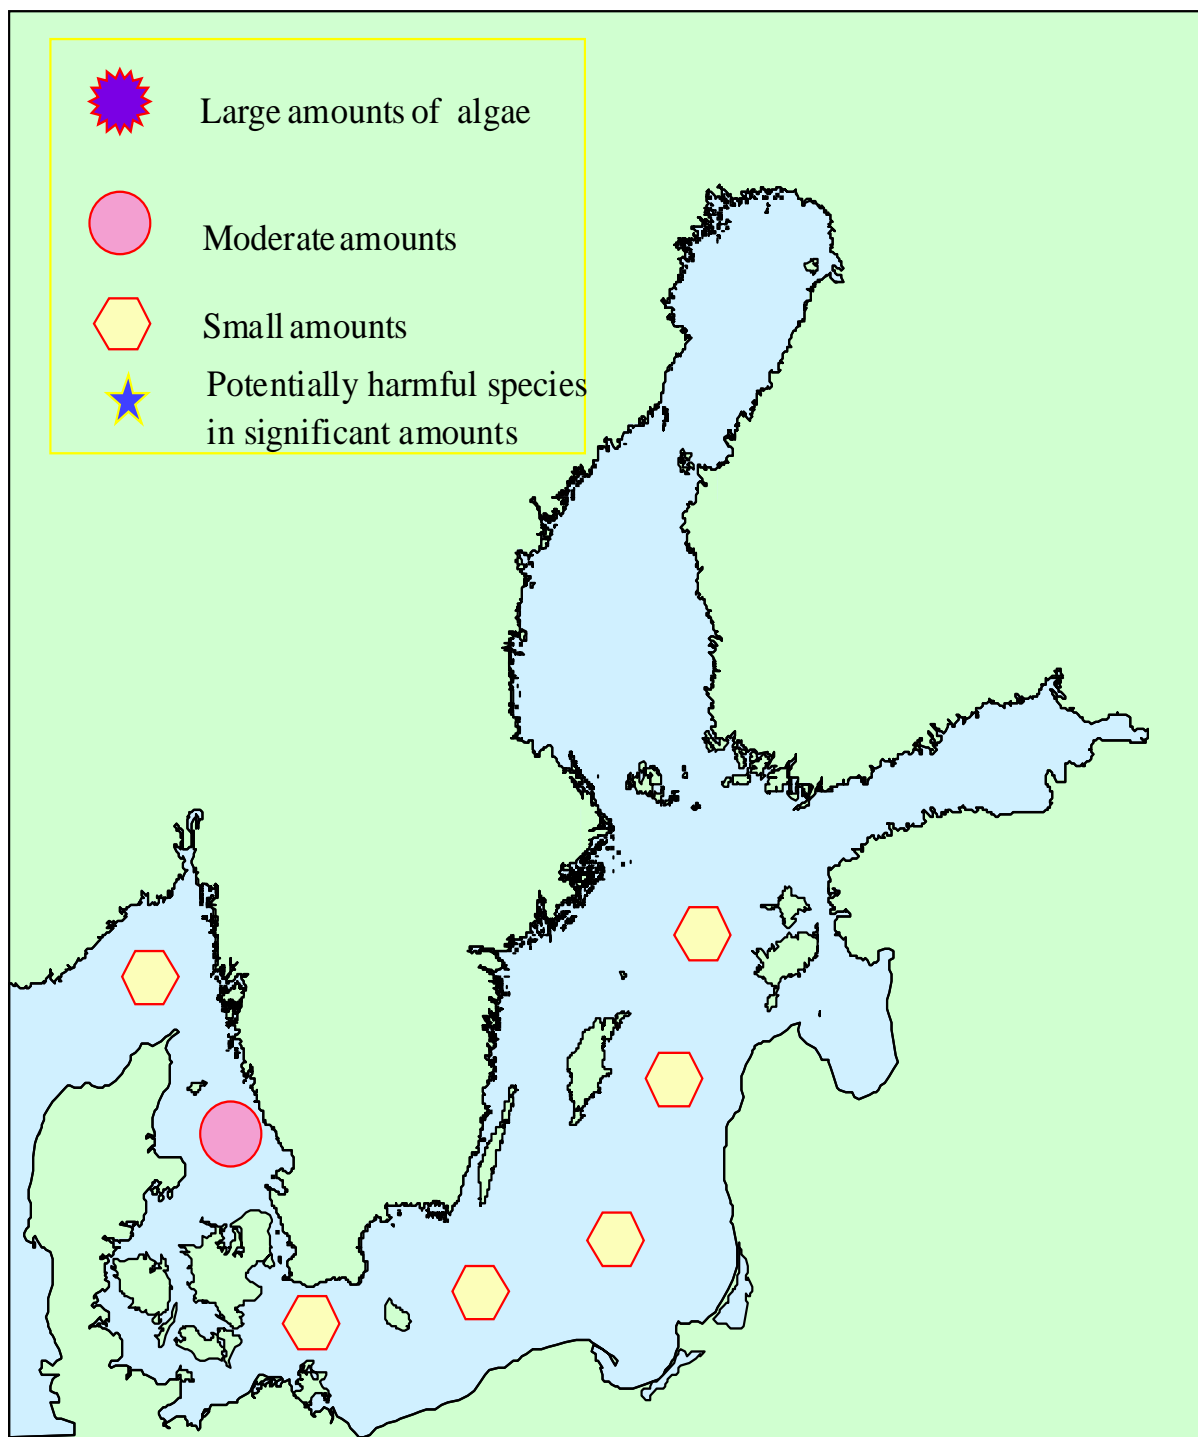 Large amounts of algae
Moderate amounts
Small amounts
Potentially harmful species
in significant amounts